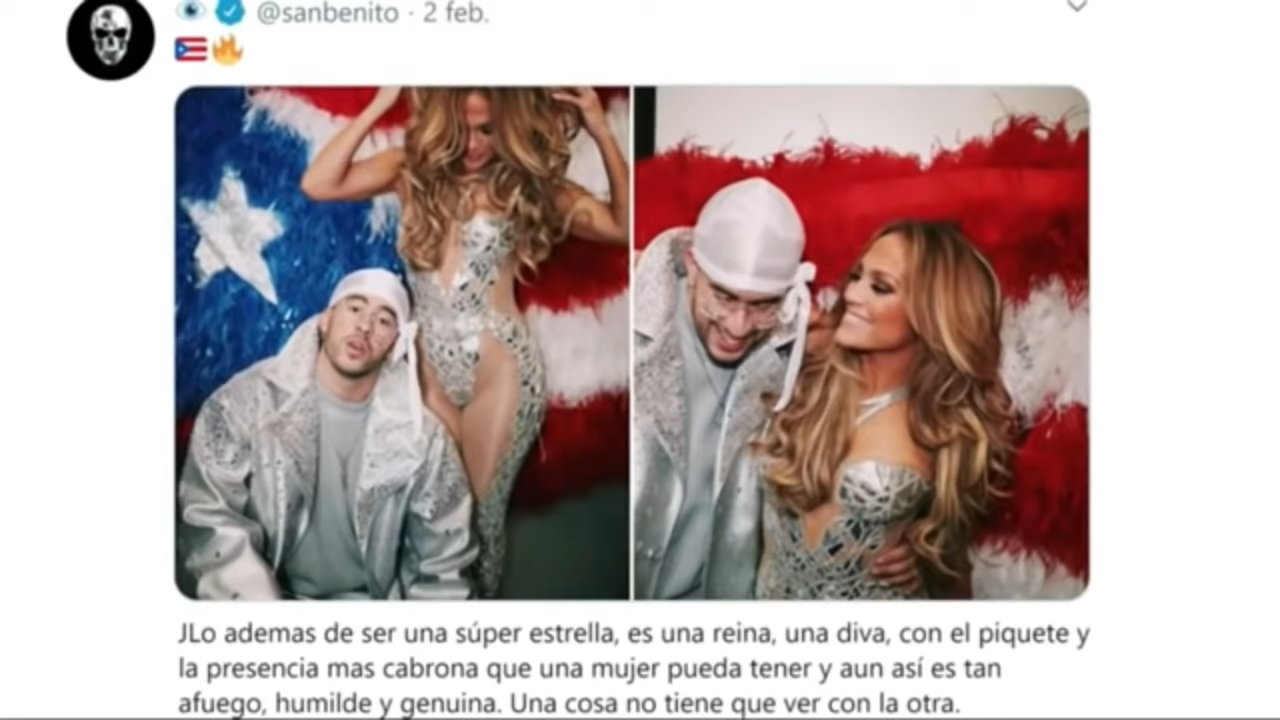 @sanbenito · 2 feb.
JLo ademas de ser una súper estrella, es una reina, una diva, con el piquete y
la presencia mas cabrona que una mujer pueda tener y aun así es tan
afuego, humilde y genuina. Una cosa no tiene que ver con la otra.